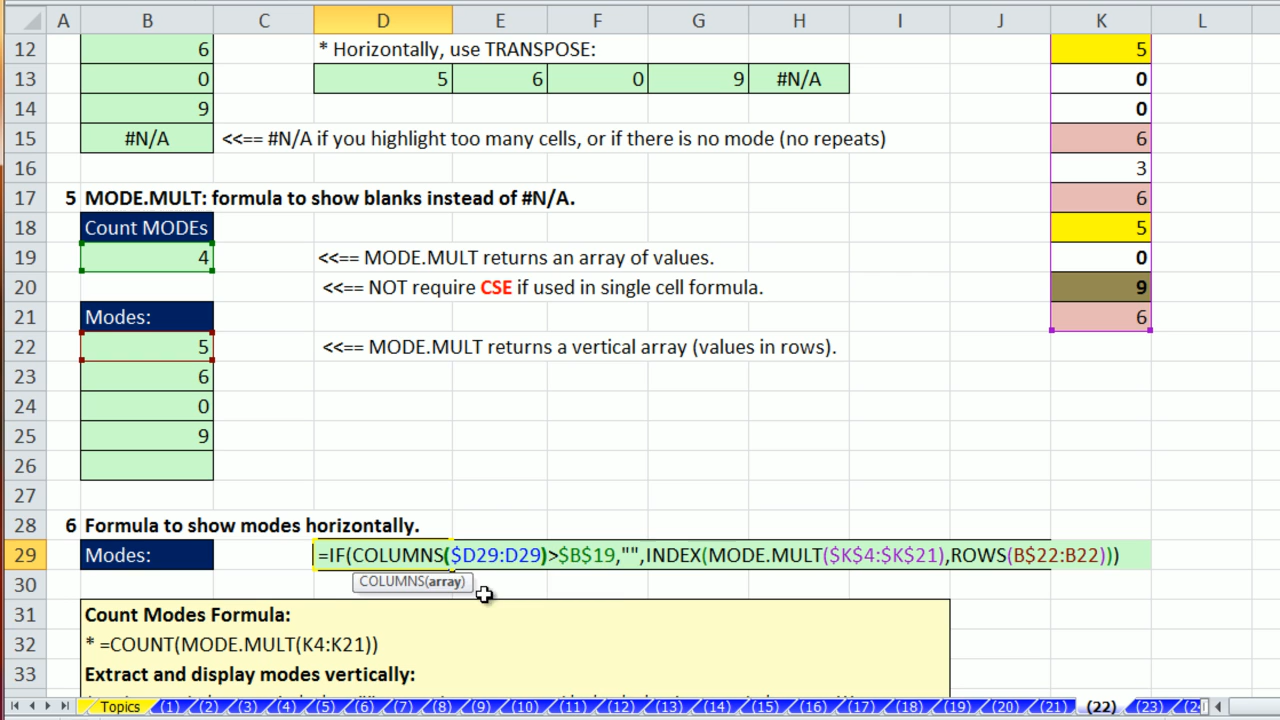 A B C D E F G H I J K L
12 6 * Horizontally, use TRANSPOSE: 5
13 0 5 6 0 9 #N/A 0
14 9 0
15 #N/A <<== #N/A if you highlight too many cells, or if there is no mode (no repeats) 6
16 3
17 5 MODE.MULT: formula to show blanks instead of #N/A. 6
18 Count MODEs 5
19 4 <<== MODE.MULT returns an array of values. 0
20 <<== NOT require CSE if used in single cell formula. 9
21 Modes: 6
22 5 <<== MODE.MULT returns a vertical array (values in rows).
23 6
24 0
25 9
26
27
28 6 Formula to show modes horizontally.
29 Modes: =IF(COLUMNS($D29:D29)>$B$19,"",INDEX(MODE.MULT($K$4:$K$21),ROWS(B$22:B22)))
30 COLUMNS(array)
31 Count Modes Formula:
32 * =COUNT(MODE.MULT(K4:K21))
33 Extract and display modes vertically:
Topics (1) (2) (3) (4) (5) (6) (7) (8) (9) (10) (11) (12) (13) (14) (15) (16) (17) (18) (19) (20) (21) (22) (23)